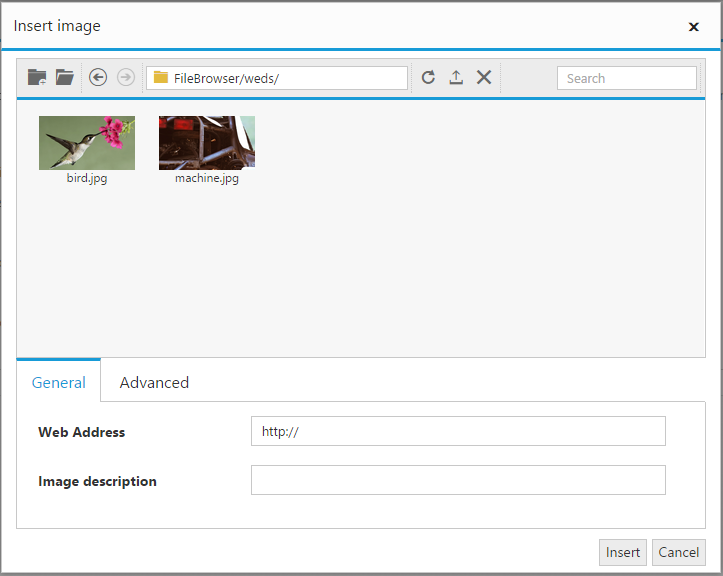 Insert image
FileBrowser/weds/
Search
bird.jpg
machine.jpg
General
Advanced
Web Address
http://
Image description
Insert
Cancel